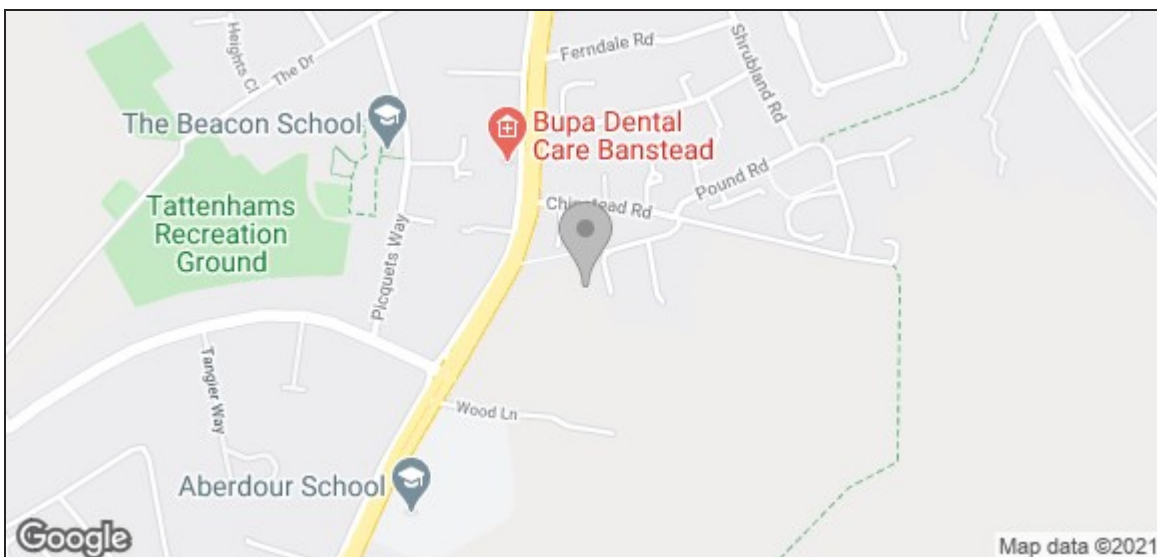 Heights Cl
The Dr
Ferndale Rd
Shrubland Rd
The Beacon School
Bupa Dental
Care Banstead
Pound Rd
Tattenhams
Recreation
Ground
Picquets Way
Rd
Tangier Way
Wood Ln
Aberdour School
Google
Map data ©2021